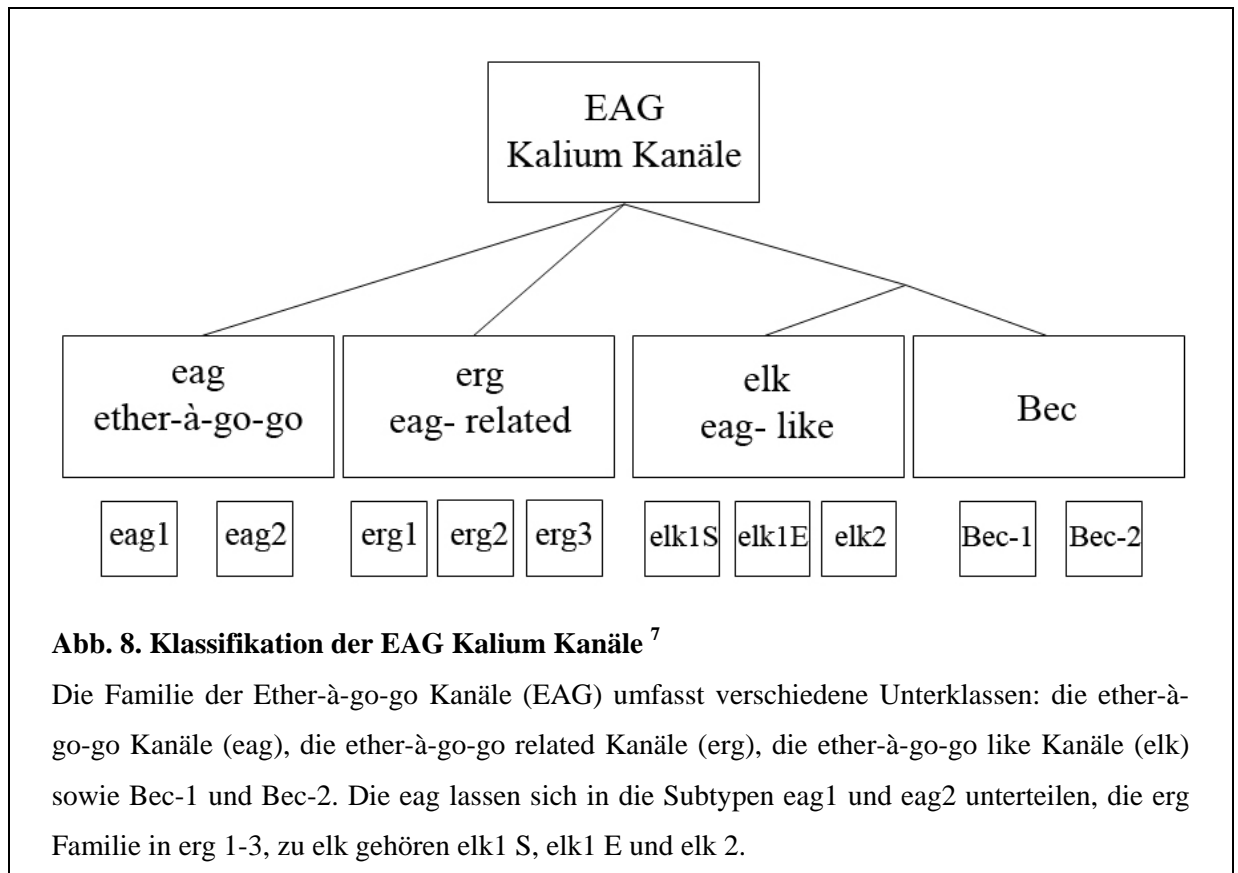 EAG
Kalium Kanäle
eag
ether-à-go-go
erg
eag- related
elk
eag- like
Bec
eag1
eag2
erg1
erg2
erg3
elk1S
elk1E
elk2
Bec-1
Bec-2
Abb. 8. Klassifikation der EAG Kalium Kanäle 7
Die Familie der Ether-à-go-go Kanäle (EAG) umfasst verschiedene Unterklassen: die ether-à-
go-go Kanäle (eag), die ether-à-go-go related Kanäle (erg), die ether-à-go-go like Kanäle (elk)
sowie Bec-1 und Bec-2. Die eag lassen sich in die Subtypen eag1 und eag2 unterteilen, die erg
Familie in erg 1-3, zu elk gehören elk1 S, elk1 E und elk 2.